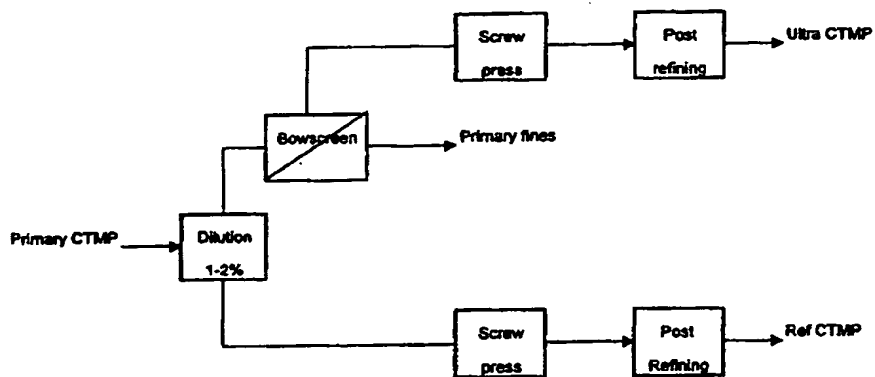 Screw
press
Post
refining
Ultra CTMP
Bowscreen
Primary fines
Primary CTMP
Dilution
1-2%
Screw
press
Post
Refining
Ref CTMP